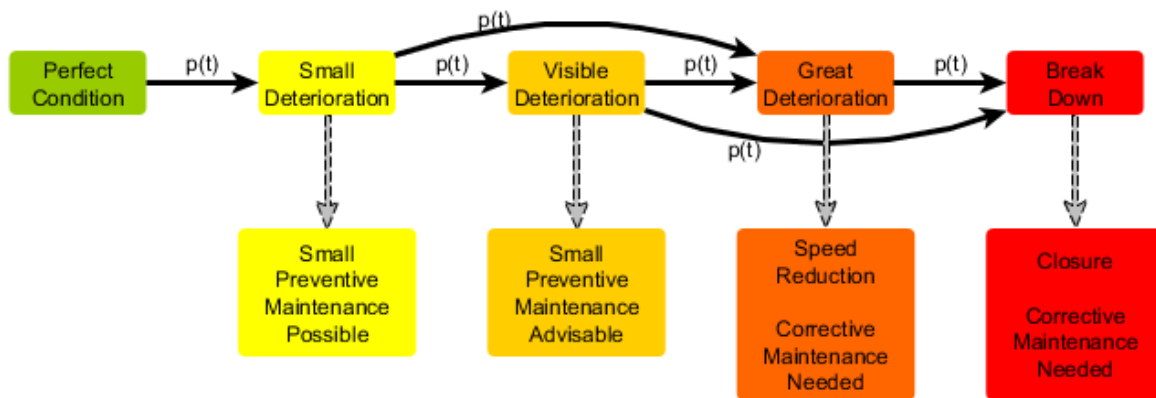 p(t)
Perfect
Condition
p(t)
Small
Deterioration
p(t)
Visible
Deterioration
p(t)
Great
Deterioration
p(t)
Break
Down
p(t)
Small
Preventive
Maintenance
Possible
Small
Preventive
Maintenance
Advisable
Speed
Reduction
Corrective
Maintenance
Needed
Closure
Corrective
Maintenance
Needed